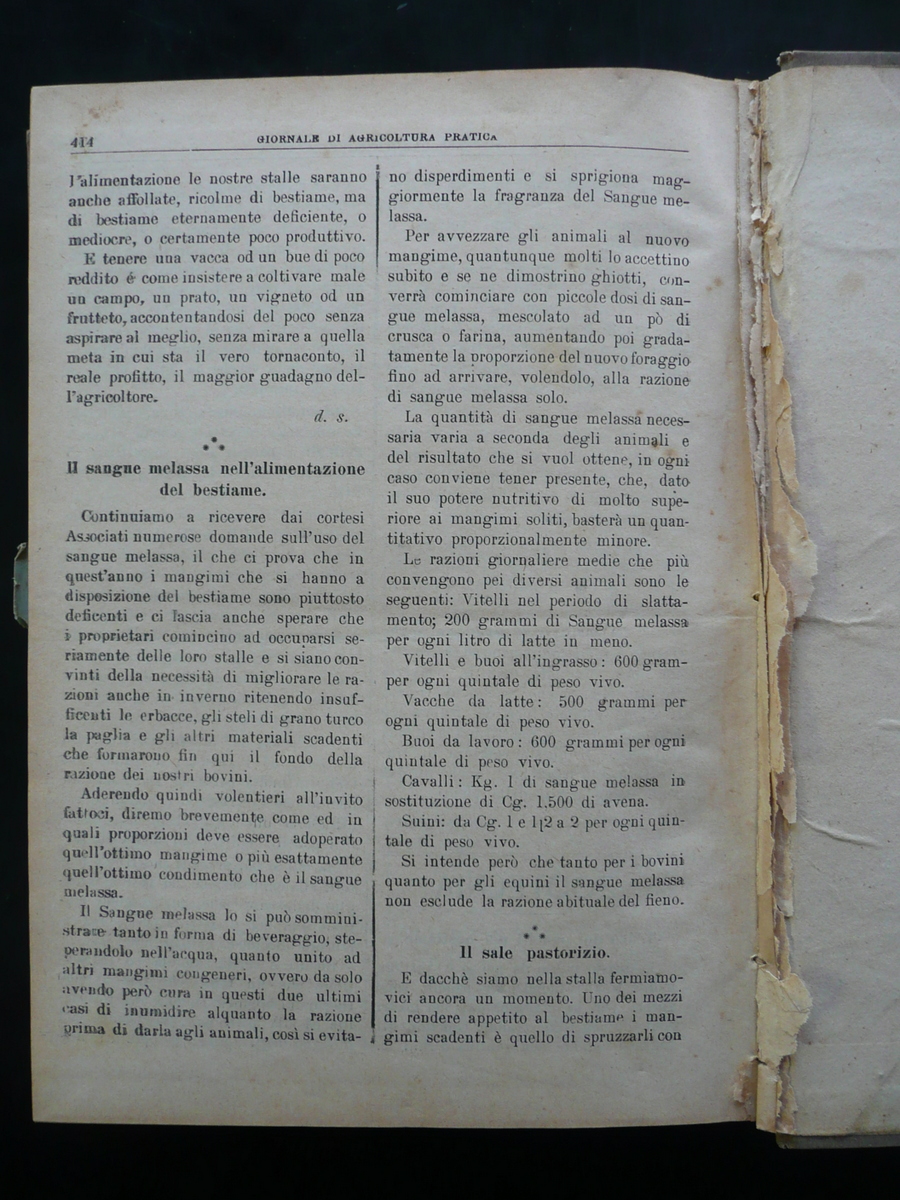 414
GIORNALE DI AGRICOLTURA PRATICA
l'alimentazione le nostre stalle saranno
anche affollate, ricolme di bestiame, ma
di bestiame eternamente deficiente, o
mediocre, o certamente poco produttivo.
E tenere una vacca od un bue di poco
reddito è come insistere a coltivare male
un campo, un prato, un vigneto od un
frutteto, accontentandosi del poco senza
aspirare al meglio, senza mirare a quella
meta in cui sta il vero tornaconto, il
reale profitto, il maggior guadagno del-
l'agricoltore.
d. s.
Il sangue melassa nell'alimentazione
del bestiame.
Continuiamo a ricevere dai cortesi
Associati numerose domande sull'uso del
sangue melassa, il che ci prova che in
quest'anno i mangimi che si hanno a
disposizione del bestiame sono piuttosto
deficenti e ci lascia anche sperare che
i proprietari comincino ad occuparsi se-
riamente delle loro stalle e si siano con-
vinti della necessità di migliorare le ra-
zioni anche in inverno ritenendo insuf-
ficenti le erbacce, gli steli di grano turco
la paglia e gli altri materiali scadenti
che formarono fin qui il fondo della
razione dei nostri bovini.
Aderendo quindi volentieri all'invito
fattoci, diremo brevemente come ed in
quali proporzioni deve essere adoperato
quell'ottimo mangime o più esattamente
quell'ottimo condimento che è il sangue
melassa.
Il Sangue melassa lo si può sommini-
strare tanto in forma di beveraggio, ste-
perandolo nell'acqua, quanto unito ad
altri mangimi congeneri, ovvero da solo
avendo però cura in questi due ultimi
casi di inumidire alquanto la razione
prima di darla agli animali, così si evita-
no disperdimenti e si sprigiona mag-
giormente la fragranza del Sangue me-
lassa.
Per avvezzare gli animali al nuovo
mangime, quantunque molti lo accettino
subito e se ne dimostrino ghiotti, con-
verrà cominciare con piccole dosi di san-
gue melassa, mescolato ad un pò di
crusca o farina, aumentando poi grada-
tamente la proporzione del nuovo foraggio
fino ad arrivare, volendolo, alla razione
di sangue melassa solo.
La quantità di sangue melassa neces-
saria varia a seconda degli animali e
del risultato che si vuol ottene, in ogni
caso conviene tener presente, che, dato
il suo potere nutritivo di molto supe-
riore ai mangimi soliti, basterà un quan-
titativo proporzionalmente minore.
Le razioni giornaliere medie che più
convengono pei diversi animali sono le
seguenti: Vitelli nel periodo di slatta-
mento; 200 grammi di Sangue melassa
per ogni litro di latte in meno.
Vitelli e buoi all'ingrasso: 600 gram-
per ogni quintale di peso vivo.
Vacche da latte: 500 grammi per
ogni quintale di peso vivo.
Buoi da lavoro: 600 grammi per ogni
quintale di peso vivo.
Cavalli: Kg. 1 di sangue melassa in
sostituzione di Cg. 1,500 di avena.
Suini: da Cg. 1 e 1|2 a 2 per ogni quin-
tale di peso vivo.
Si intende però che tanto per i bovini
quanto per gli equini il sangue melassa
non esclude la razione abituale del fieno.
Il sale pastorizio.
E dacchè siamo nella stalla fermiamo-
vici ancora un momento. Uno dei mezzi
di rendere appetito al bestiame i man-
gimi scadenti è quello di spruzzarli con